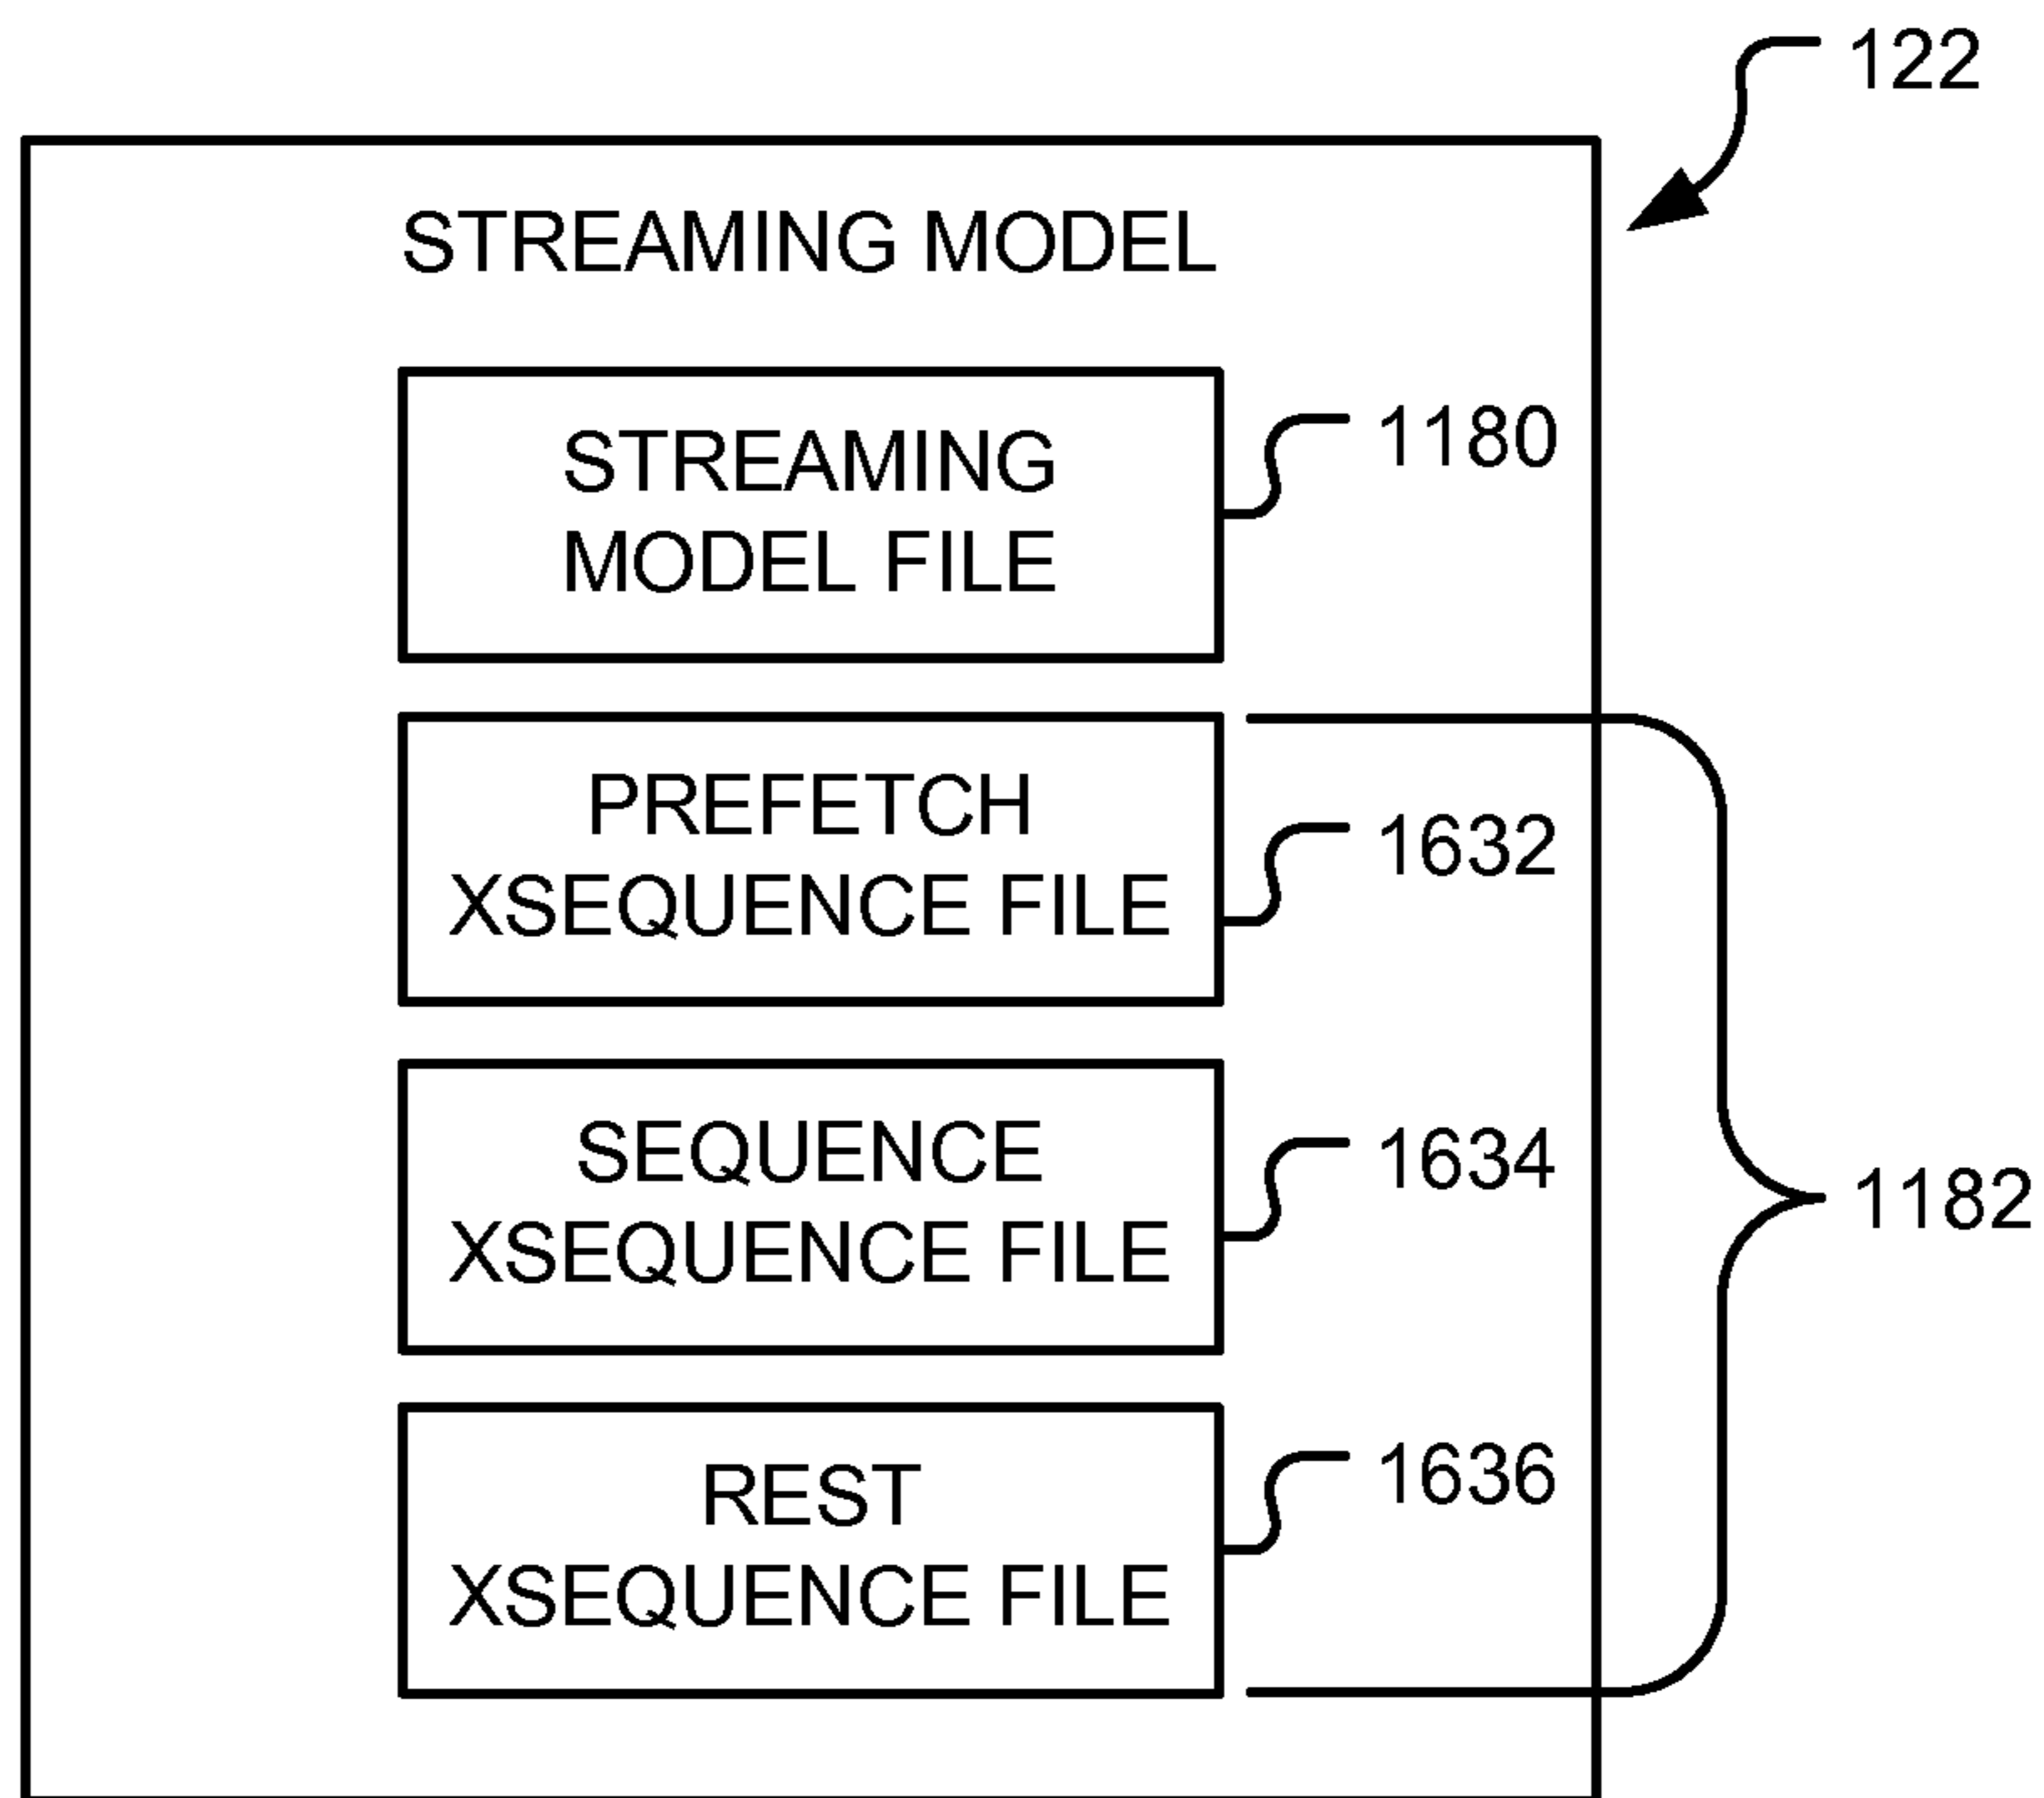 122
STREAMING MODEL
STREAMING
MODEL FILE
1180
PREFETCH
XSEQUENCE FILE
1632
SEQUENCE
XSEQUENCE FILE
1634
1182
REST
XSEQUENCE FILE
1636